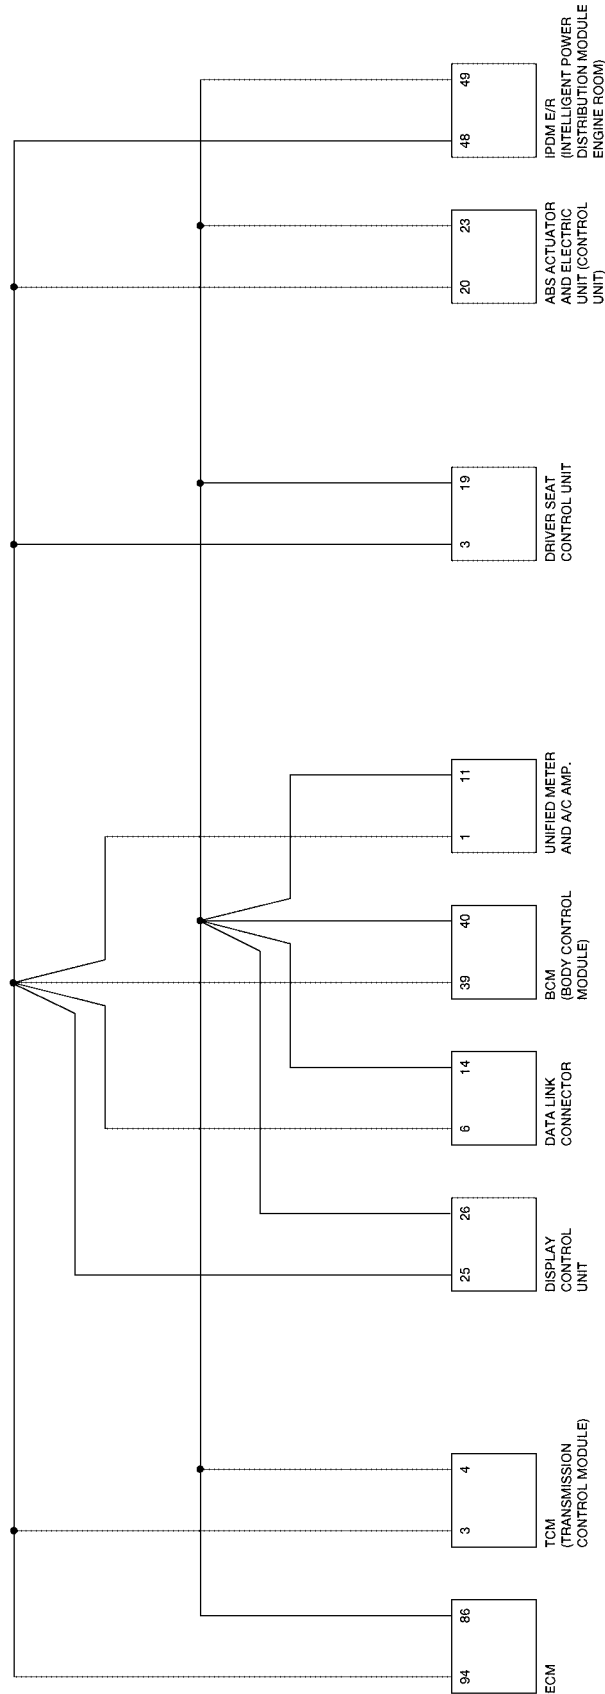 94
86
ECM
3
4
TCM
(TRANSMISSION
CONTROL MODULE)
25
26
DISPLAY
CONTROL
UNIT
6
14
DATA LINK
CONNECTOR
39
40
BCM
(BODY CONTROL
MODULE)
1
11
UNIFIED METER
AND A/C AMP.
3
19
DRIVER SEAT
CONTROL UNIT
20
23
ABS ACTUATOR
AND ELECTRIC
UNIT (CONTROL
UNIT)
48
49
IPDM E/R
(INTELLIGENT POWER
DISTRIBUTION MODULE
ENGINE ROOM)